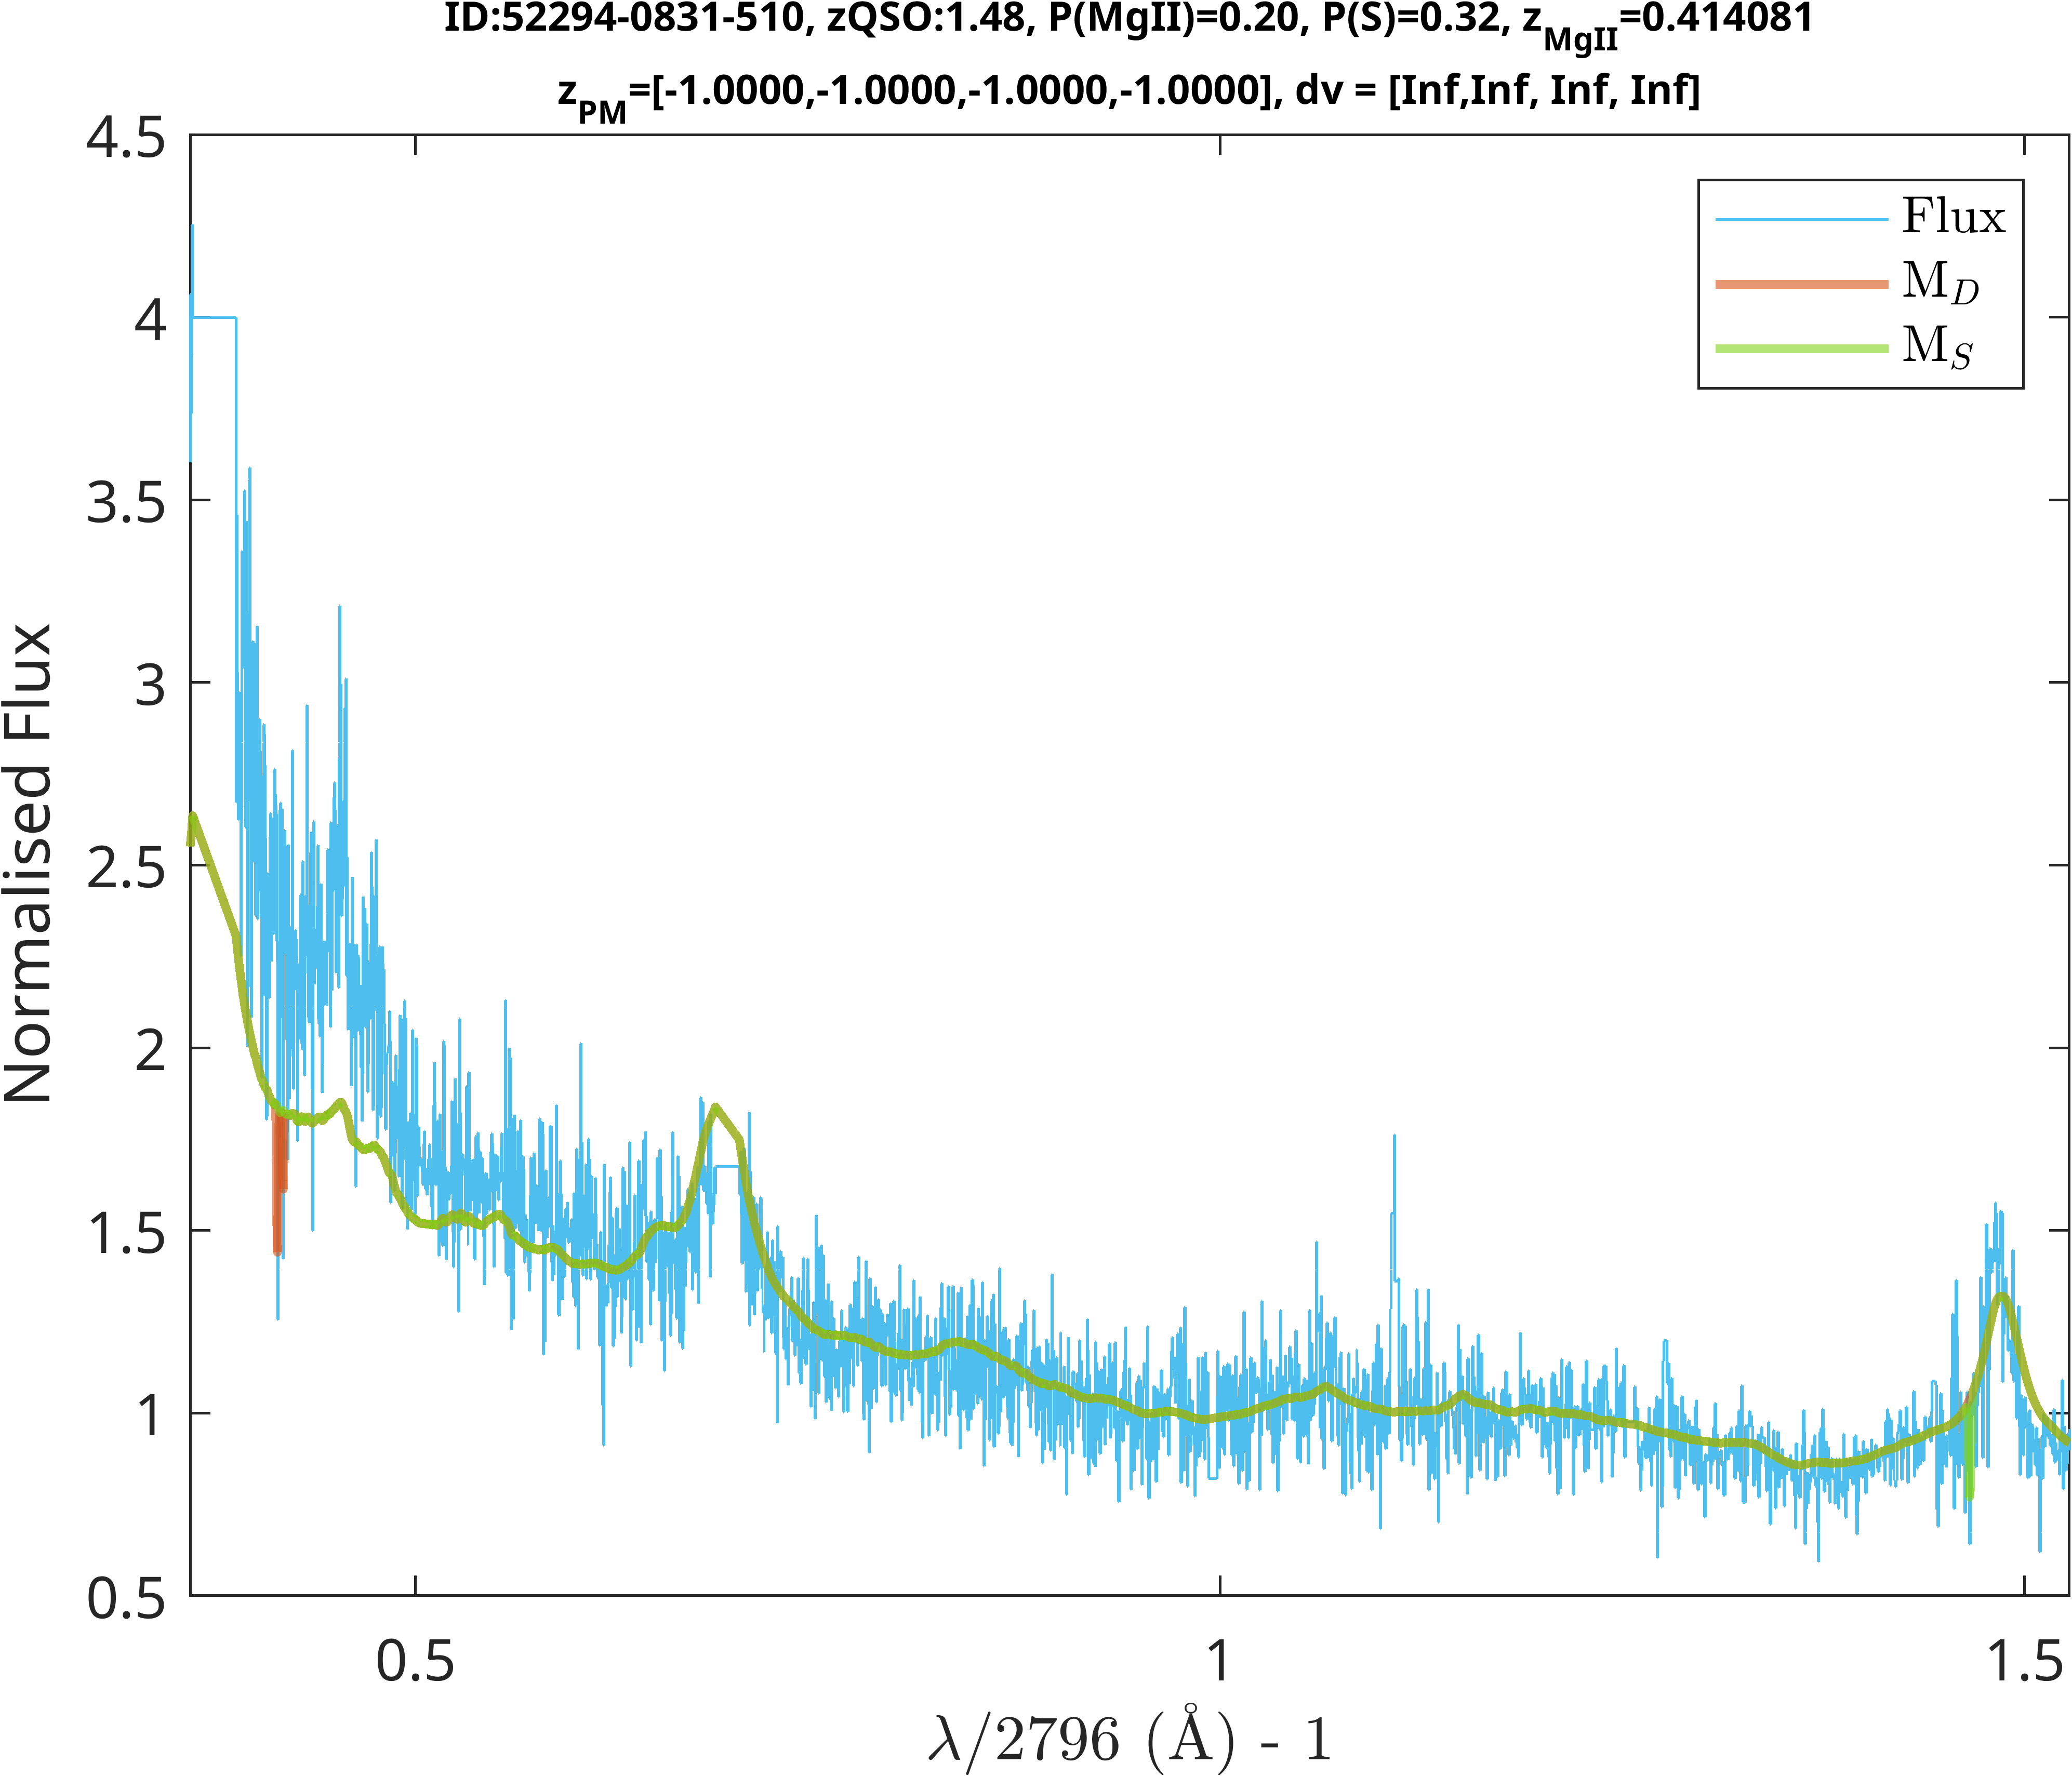 ID:52294-0831-510, zQSO:1.48, P(MgII)=0.20, P(S)=0.32, zMgII=0.414081
zPM=[-1.0000,-1.0000,-1.0000,-1.0000], dv = [Inf,Inf, Inf, Inf]
4.5
4
3.5
3
2.5
2
1.5
1
0.5
Normalised Flux
Flux
MD
MS
0.5
1
1.5
λ/2796 (Å) - 1